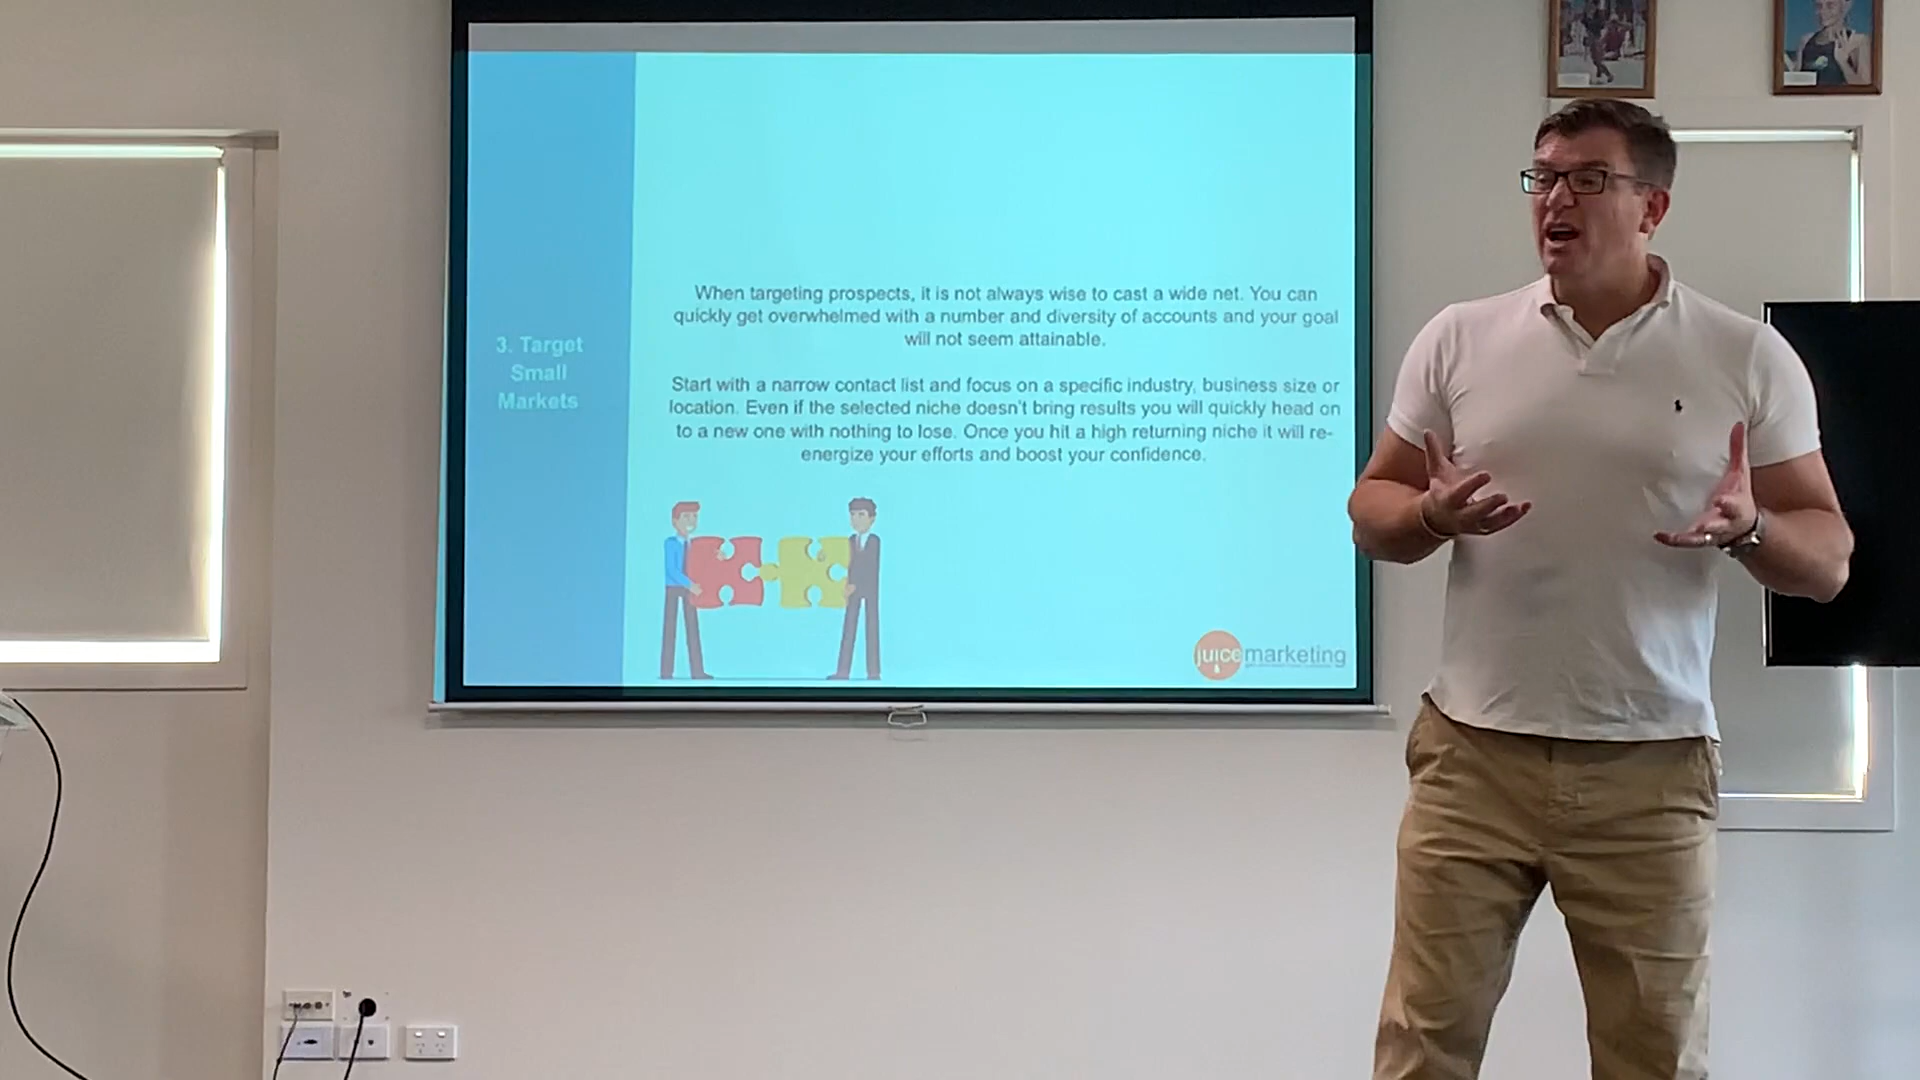 3. Target
Small
Markets
When targeting prospects, it is not always wise to cast a wide net. You can
quickly get overwhelmed with a number and diversity of accounts and your goal
will not seem attainable.
Start with a narrow contact list and focus on a specific industry, business size or
location. Even if the selected niche doesn't bring results you will quickly head on
to a new one with nothing to lose. Once you hit a high returning niche it will re-
energize your efforts and boost your confidence.
juicemarketing